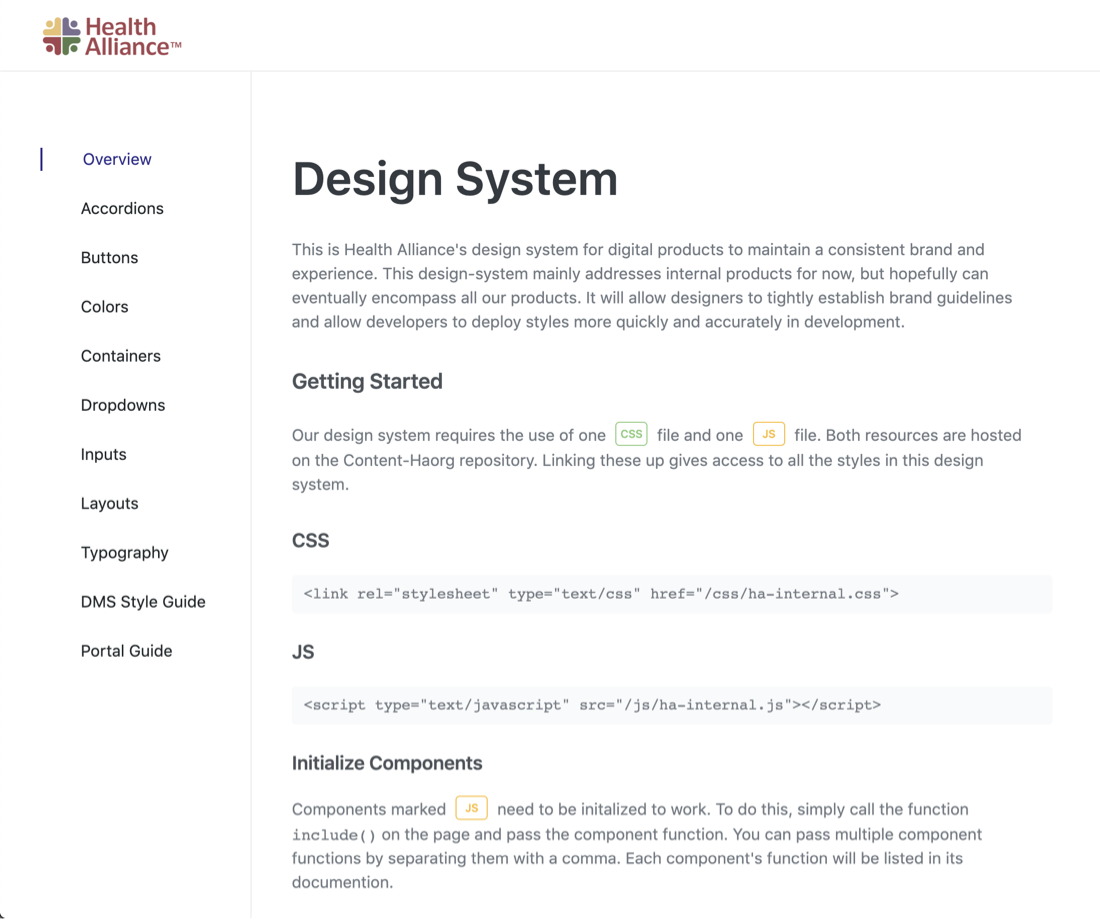 Health
Alliance™
Overview
Accordions
Buttons
Colors
Containers
Dropdowns
Inputs
Layouts
Typography
DMS Style Guide
Portal Guide
Design System
This is Health Alliance's design system for digital products to maintain a consistent brand and
experience. This design-system mainly addresses internal products for now, but hopefully can
eventually encompass all our products. It will allow designers to tightly establish brand guidelines
and allow developers to deploy styles more quickly and accurately in development.
Getting Started
Our design system requires the use of one CSS file and one JS file. Both resources are hosted
on the Content-Haorg repository. Linking these up gives access to all the styles in this design
system.
CSS
<link rel="stylesheet" type="text/css" href="/css/ha-internal.css">
JS
<script type="text/javascript" src="/js/ha-internal.js"></script>
Initialize Components
Components marked JS need to be initalized to work. To do this, simply call the function
include() on the page and pass the component function. You can pass multiple component
functions by separating them with a comma. Each component's function will be listed in its
documention.